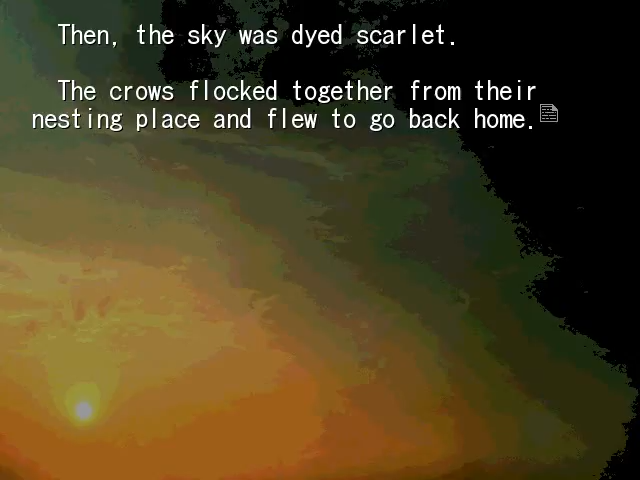 Then, the sky was dyed scarlet.
The crows flocked together from their
nesting place and flew to go back home.